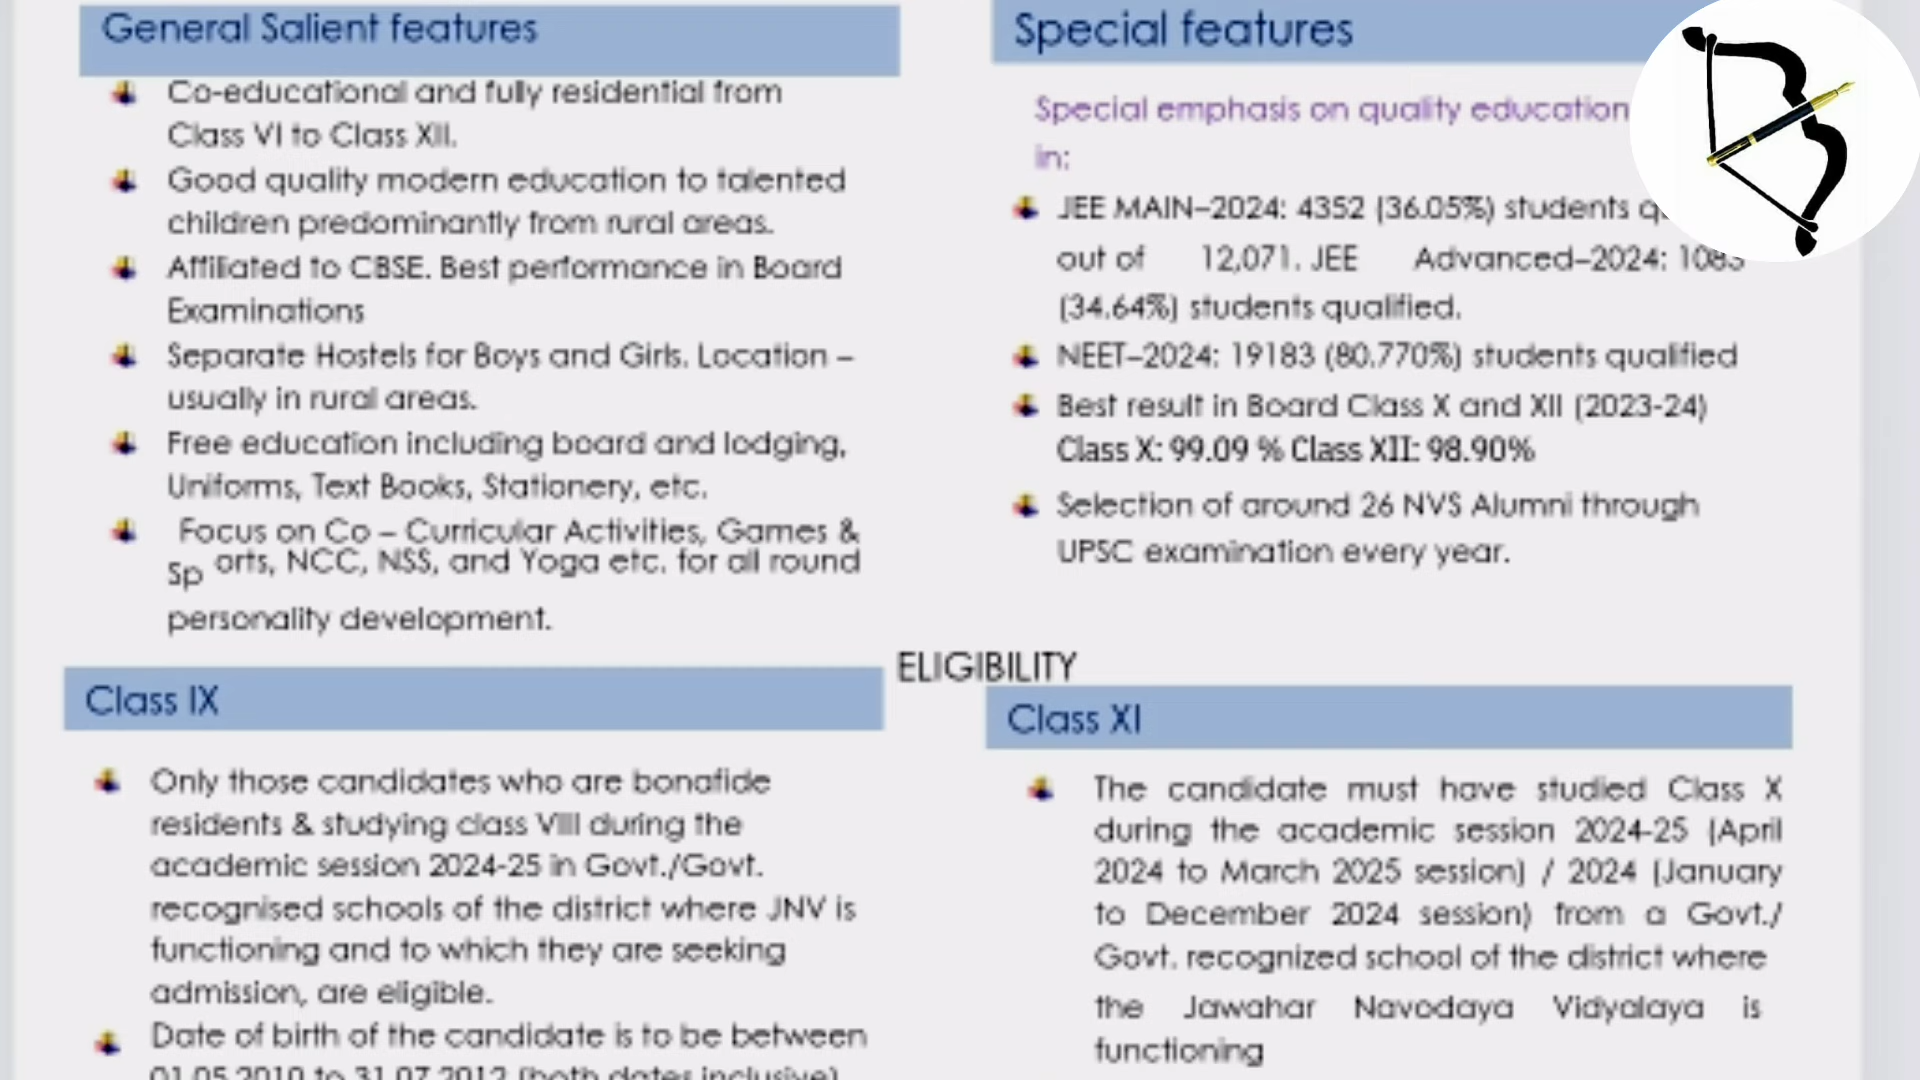 General Salient features
Co-educational and fully residential from
Class VI to Class XII.
Good quality modern education to talented
children predominantly from rural areas.
Affiliated to CBSE. Best performance in Board
Examinations
Separate Hostels for Boys and Girls. Location –
usually in rural areas.
Free education including board and lodging,
Uniforms, Text Books, Stationery, etc.
Focus on Co – Curricular Activities, Games &
Sp orts, NCC, NSS, and Yoga etc. for all round
personality development.
Special features
Special emphasis on quality education
in:
JEE MAIN–2024: 4352 (36.05%) students
out of 12,071. JEE Advanced–2024: 1083
(34.64%) students qualified.
NEET–2024: 19183 (80.770%) students qualified
Best result in Board Class X and XII (2023-24)
Class X: 99.09 % Class XII: 98.90%
Selection of around 26 NVS Alumni through
UPSC examination every year.
ELIGIBILITY
Class IX
Only those candidates who are bonafide
residents & studying class VIII during the
academic session 2024-25 in Govt./Govt.
recognised schools of the district where JNV is
functioning and to which they are seeking
admission, are eligible.
Date of birth of the candidate is to be between
01.05.2010 to 31.07.2012 (both dates inclusive)
Class XI
The candidate must have studied Class X
during the academic session 2024-25 (April
2024 to March 2025 session) / 2024 (January
to December 2024 session) from a Govt./
Govt. recognized school of the district where
the Jawahar Navodaya Vidyalaya is
functioning